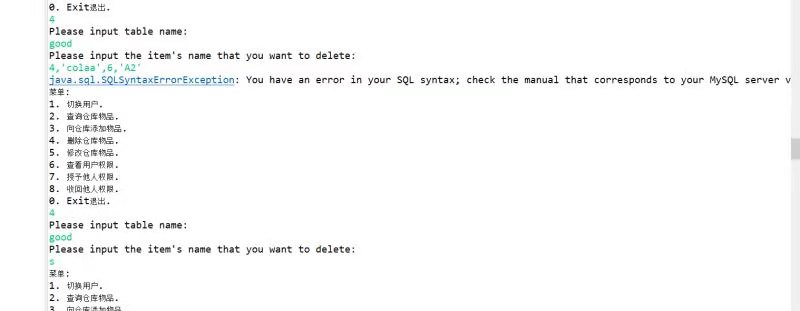 0. Exit退出.
4
Please input table name:
good
Please input the item's name that you want to delete:
4,'colaa',6,'A2'
java.sql.SQLSyntaxErrorException: You have an error in your SQL syntax; check the manual that corresponds to your MySQL server v
菜单:
1. 切换用户.
2. 查询仓库物品.
3. 向仓库添加物品.
4. 删除仓库物品.
5. 修改仓库物品.
6. 查看用户权限.
7. 授予他人权限.
8. 收回他人权限.
0. Exit退出.
4
Please input table name:
good
Please input the item's name that you want to delete:
s
菜单:
1. 切换用户.
2. 查询仓库物品.
3. 向仓库添加物品.